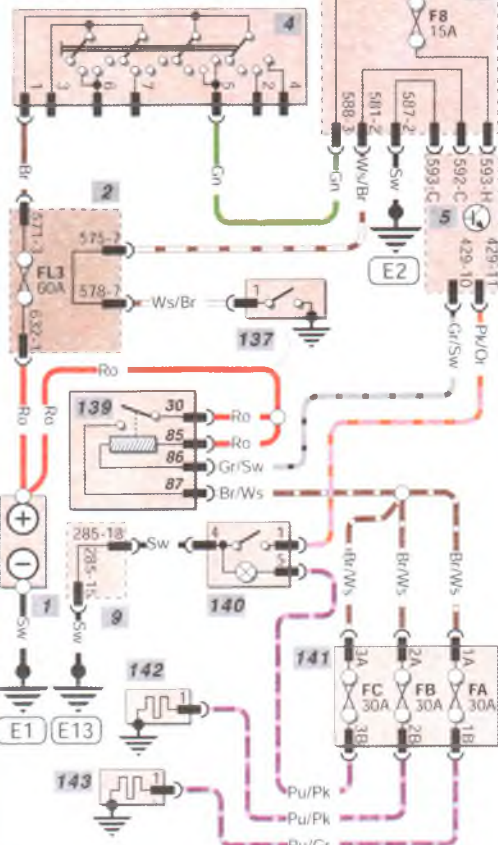 4
F8
15A
1
3
6
7
5
2
4
588-3
581-2
587-2
593-C
592-C
593-H
Br
Gn
Gn
Ws/Br
Sw
2
571-3
575-7
FL3
60A
578-7
632-1
5
429-10
429-11
E2
Ws/Br
1
137
Gr/Sw
Pk/Or
Ro
Ro
Ro
139
30
Ro
85
Ro
86
Gr/Sw
87
Br/Ws
285-18
Sw
285-15
4
5
140
Br/Ws
Br/Ws
Br/Ws
1
9
Sw
Sw
E1
E13
141
3A
2A
1A
FC
30A
FB
30A
FA
30A
3B
2B
1B
142
1
143
1
Pu/Pk
Pu/Pk